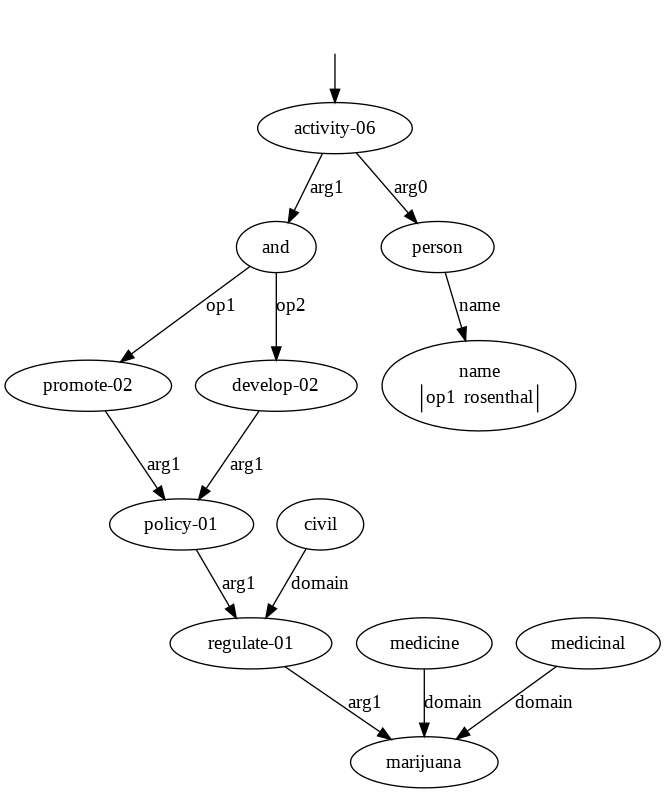 activity-06
arg1
arg0
and
person
op1
op2
name
promote-02
develop-02
name
op1 rosenthal
arg1
arg1
policy-01
civil
arg1
domain
regulate-01
medicine
medicinal
arg1
domain
domain
marijuana